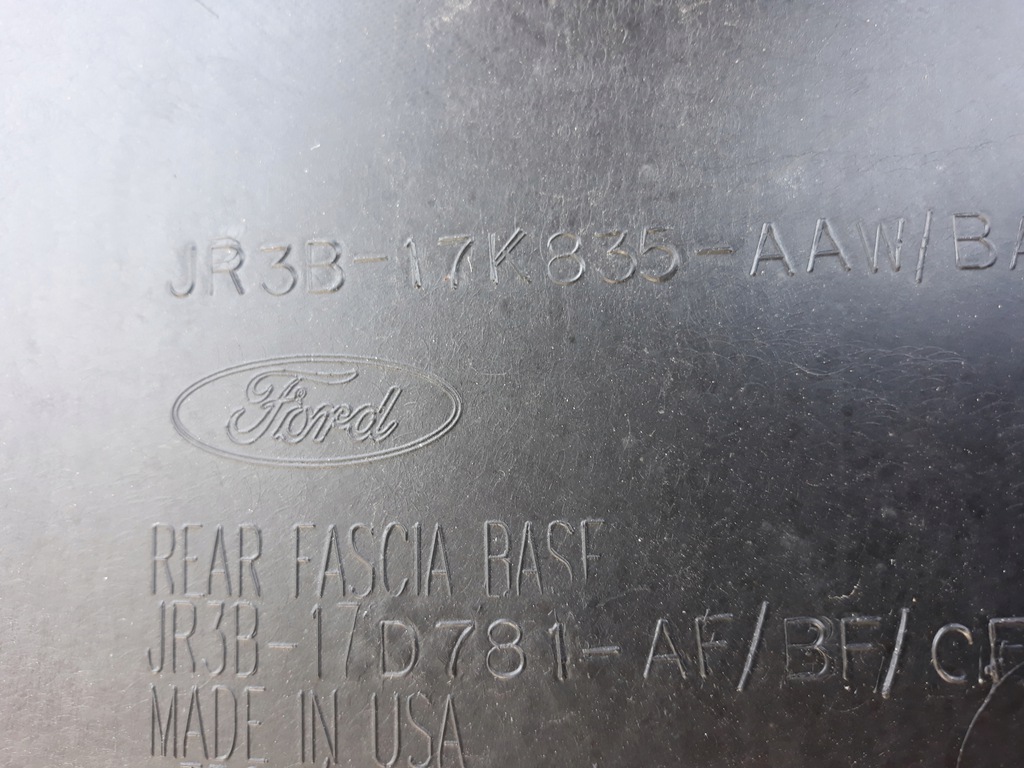 JR3B-17K835-AAW/BA
Ford
REAR FASCIA BASE
JR3B-17D781-AF/BF/CF
MADE IN USA